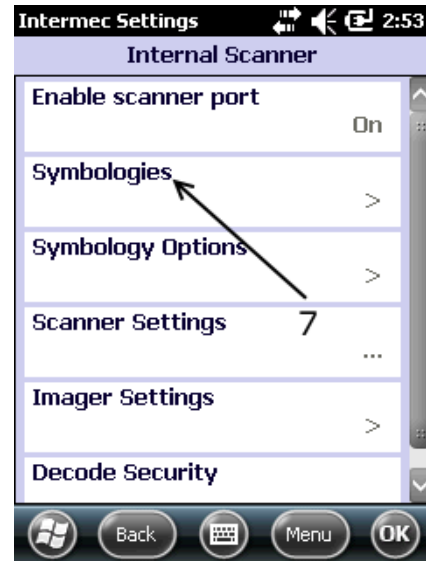 Intermec Settings 2:53
Internal Scanner
Enable scanner port
On
Symbologies
>
Symbology Options
>
7
Scanner Settings
...
Imager Settings
>
Decode Security
Back Menu OK